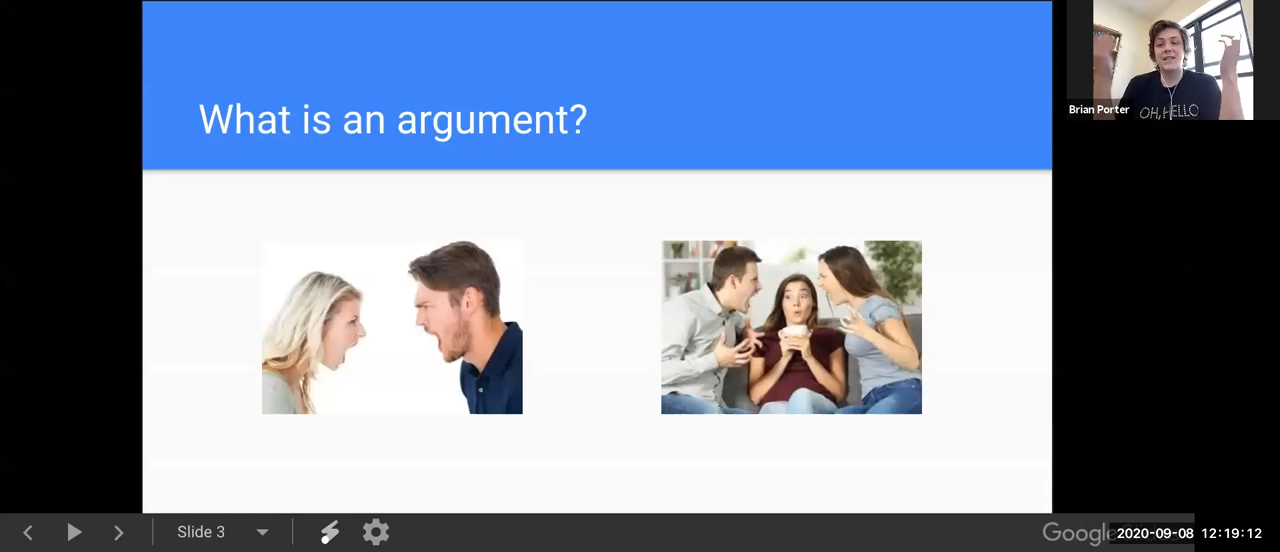 What is an argument?
Brian Porter
OH, HELLO
Slide 3
Google
2020-09-08 12:19:12